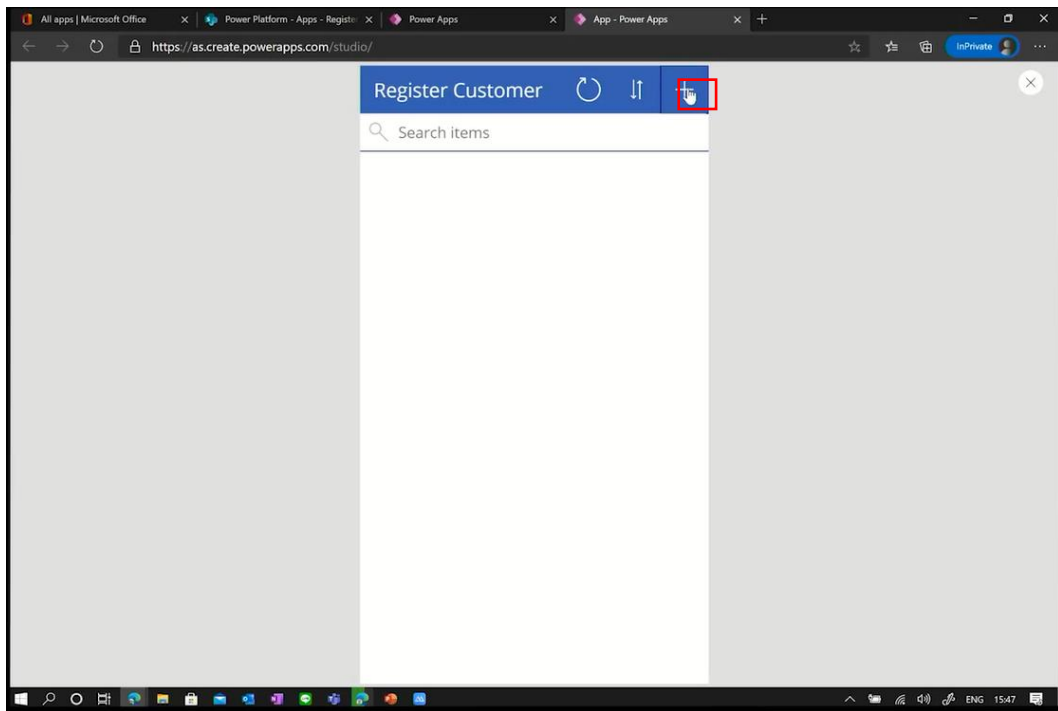 All apps | Microsoft Office
Power Platform - Apps - Registe
Power Apps
App - Power Apps
https://as.create.powerapps.com/studio/
InPrivate
Register Customer
Search items
ENG 15:47